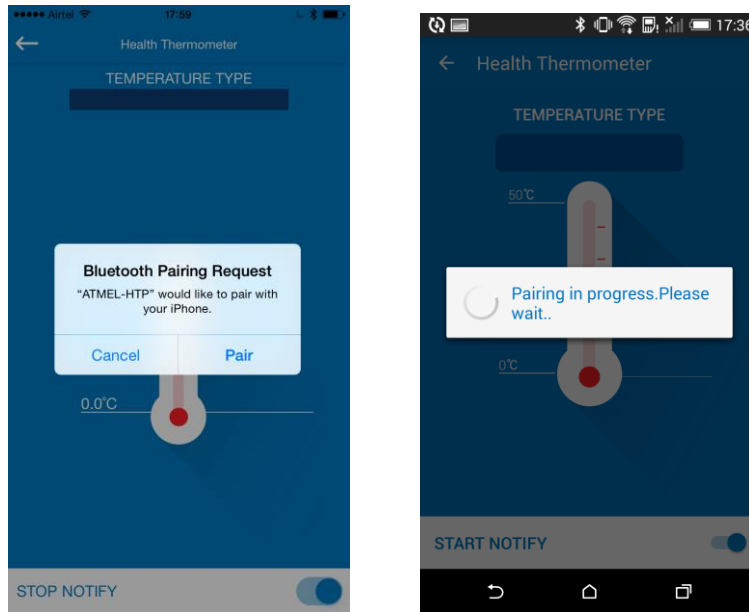 Airtel 17:59
Health Thermometer
TEMPERATURE TYPE
Bluetooth Pairing Request
“ATMEL-HTP” would like to pair with
your iPhone.
Cancel Pair
0.0°C
STOP NOTIFY
17:36
Health Thermometer
TEMPERATURE TYPE
50°C
Pairing in progress.Please
wait..
0°C
START NOTIFY